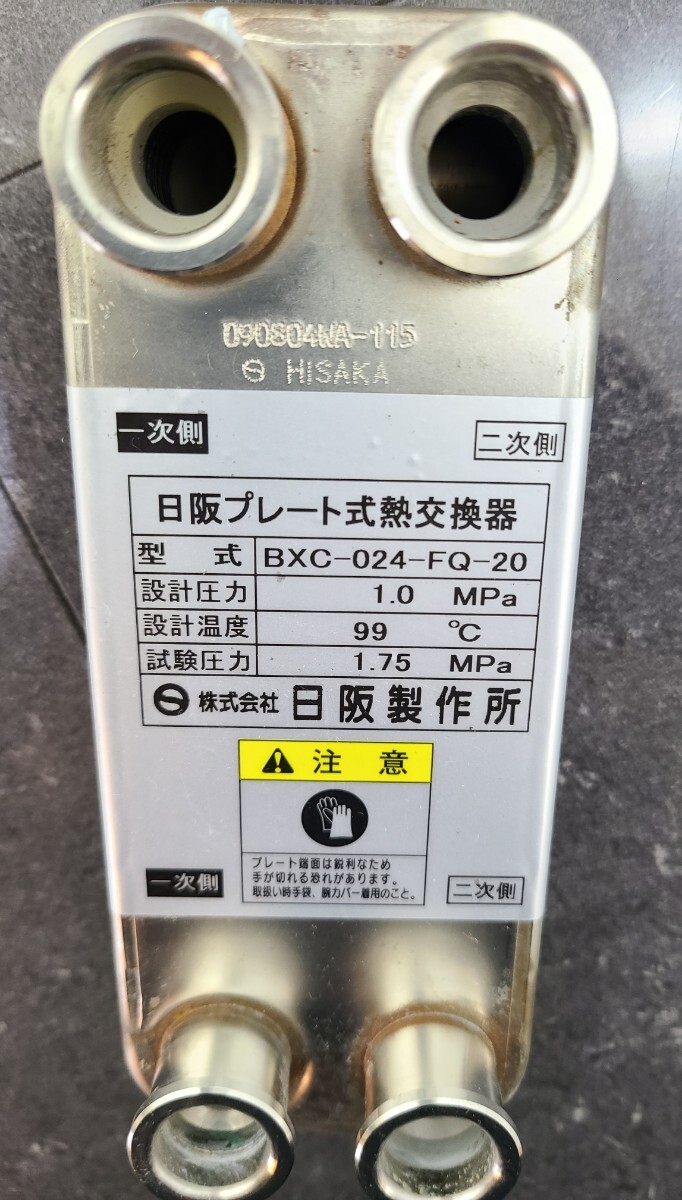 090804WA-115
HISAKA
一次側 二次側
日阪プレート式熱交換器
型 式 BXC-024-FQ-20
設計圧力 1.0 MPa
設計温度 99 ℃
試験圧力 1.75 MPa
株式会社 日阪製作所
注 意
プレート端面は鋭利なため
手が切れる恐れがあります。
取扱い時手袋、腕カバー着用のこと。
一次側 二次側